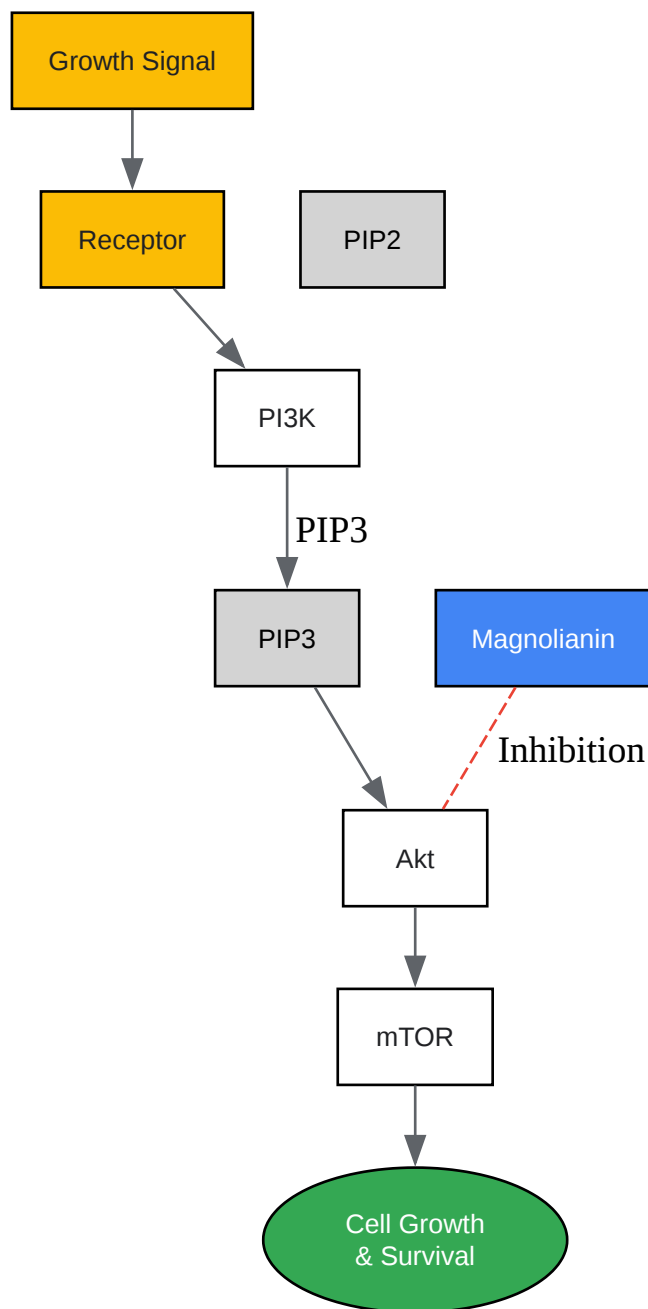 Growth Signal
Receptor
PIP2
PI3K
PIP3
PIP3
Magnolianin
Inhibition
Akt
mTOR
Cell Growth
& Survival